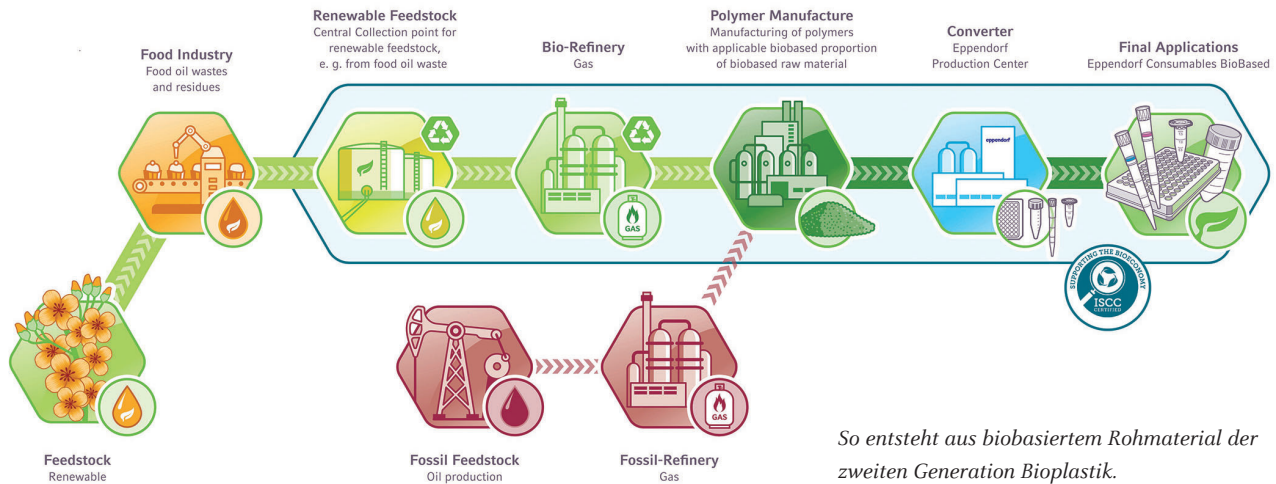 Food Industry
Food oil wastes
and residues
Renewable Feedstock
Central Collection point for
renewable feedstock,
e. g. from food oil waste
Bio-Refinery
Gas
Polymer Manufacture
Manufacturing of polymers
with applicable biobased proportion
of biobased raw material
Converter
Eppendorf
Production Center
Final Applications
Eppendorf Consumables BioBased
eppendorf
GAS
SUPPORTING THE BIOECONOMY
ISCC
CERTIFIED
GAS
Feedstock
Renewable
Fossil Feedstock
Oil production
Fossil-Refinery
Gas
So entsteht aus biobasiertem Rohmaterial der
zweiten Generation Bioplastik.